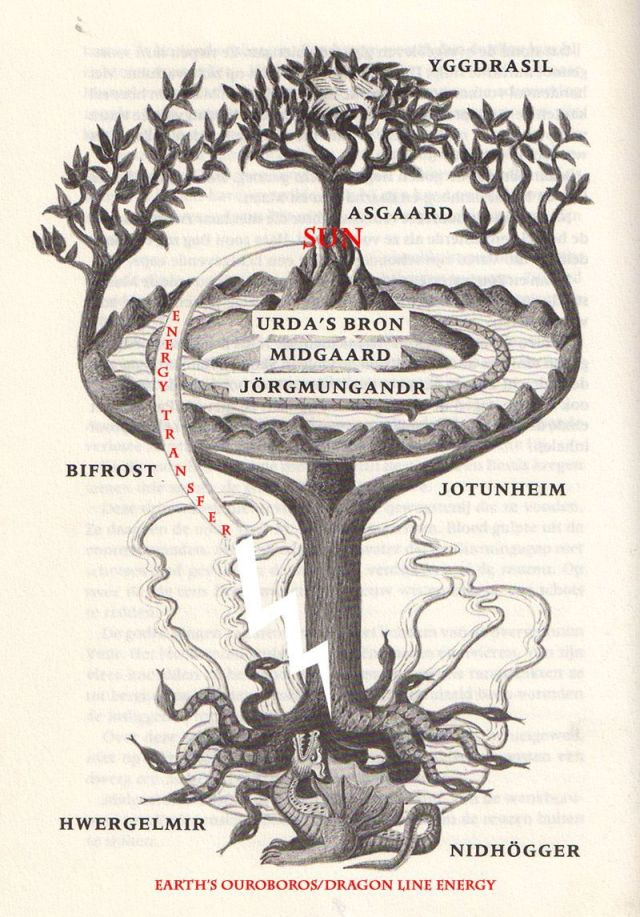 YGGDRASIL
ASGAARD
SUN
URDA'S BRON
MIDGAARD
JÖRGMUNGANDR
ENERGY TRANSFER
BIFROST
JOTUNHEIM
HWERGELMIR
NIDHÖGGER
EARTH'S OUROBOROS/DRAGON LINE ENERGY